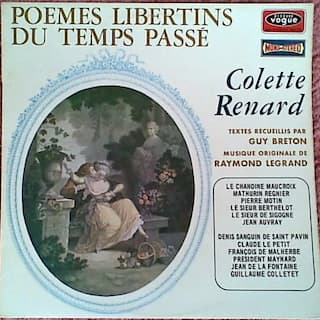 POEMES LIBERTINS
DU TEMPS PASSÉ
vogue
MONO-STEREO
Colette
Renard
TEXTES RECUEILLIS PAR
GUY BRETON
MUSIQUE ORIGINALE DE
RAYMOND LEGRAND
LE CHANOINE MAUCROIX
MATHURIN REGNIER
PIERRE MOTIN
LE SIEUR BERTHELOT
LE SIEUR DE SIGOGNE
JEAN AUVRAY
DENIS SANGUIN DE SAINT PAVIN
CLAUDE LE PETIT
FRANÇOIS DE MALHERBE
PRESIDENT MAYNARD
JEAN DE LA FONTAINE
GUILLAUME COLLETET